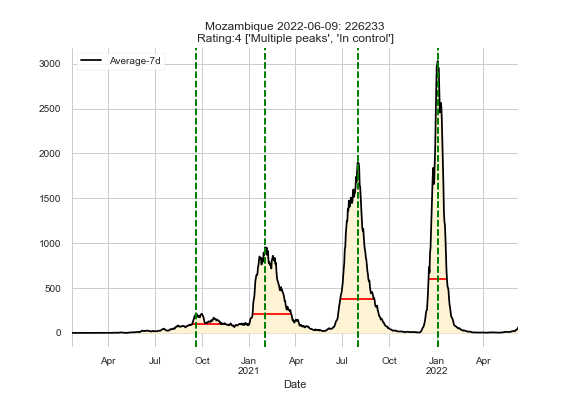 Mozambique 2022-06-09: 226233
Rating:4 ['Multiple peaks', 'In control']
Average-7d
3000
2500
2000
1500
1000
500
0
Apr Jul Oct Jan Apr Jul Oct Jan Apr
2021 2022
Date